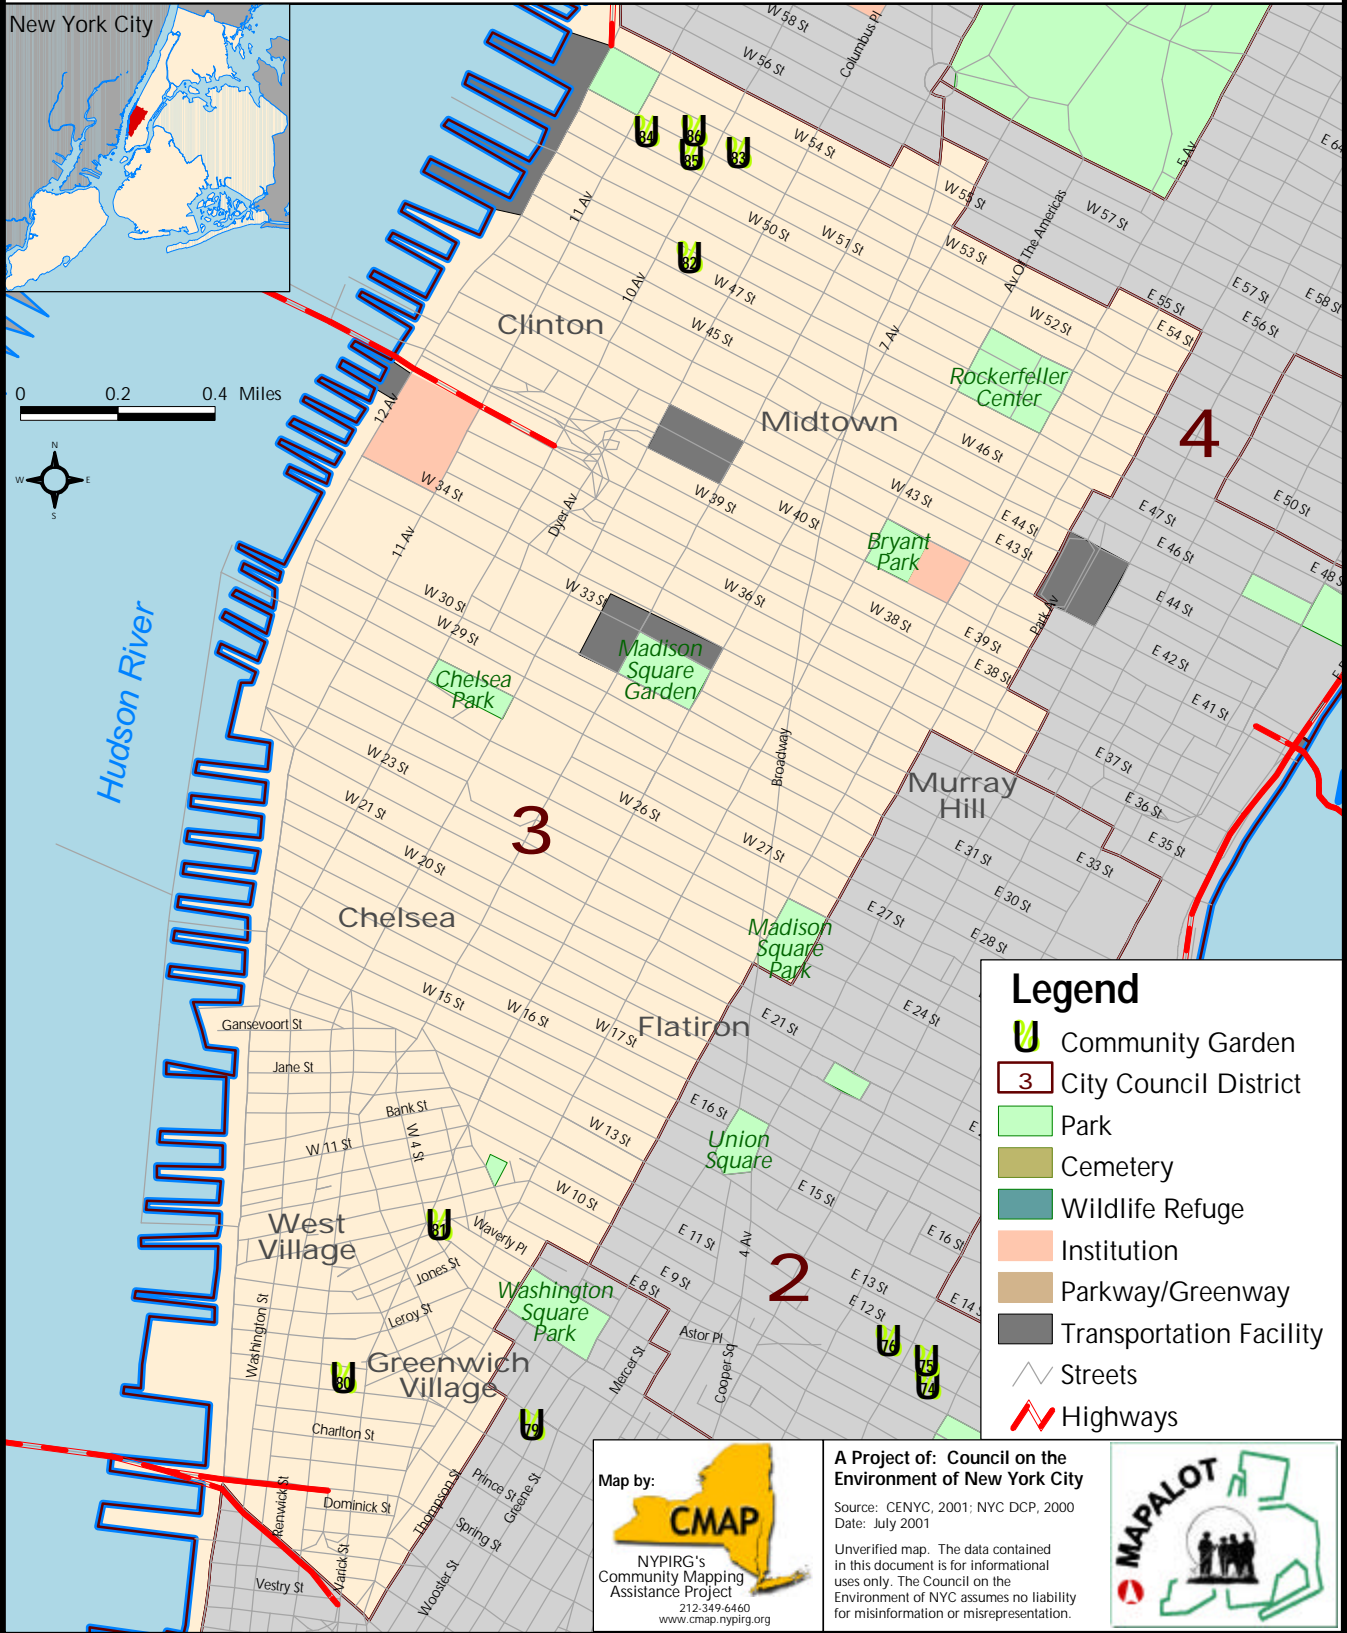 New York City
W 58 St
Columbus Pl
W 56 St
5 Av
E 64
84
86
85
83
W 54 St
W 55 St
W 57 St
Av Of The Americas
11 Av
W 50 St
W 51 St
W 53 St
82
10 Av
W 47 St
E 55 St
E 57 St
E 58 St
E 56 St
E 54 St
W 52 St
Clinton
W 45 St
7 Av
Rockerfeller
Center
0 0.2 0.4 Miles
12 Av
Midtown
4
N
W E
S
W 46 St
W 34 St
W 39 St
W 43 St
W 40 St
E 50 St
E 47 St
E 44 St
E 43 St
E 46 St
Dyer Av
11 Av
Bryant
Park
E 48 S
W 33 St
W 36 St
W 30 St
W 29 St
W 38 St
Park Av
E 44 St
E 39 St
E 38 St
E 42 St
E 41 St
Hudson River
Madison
Square
Garden
Chelsea
Park
Broadway
W 23 St
W 21 St
W 26 St
W 27 St
W 20 St
3
Murray
Hill
E 37 St
E 36 St
E 35 St
E 33 St
E 31 St
E 30 St
E 27 St
E 28 St
Chelsea
Madison
Square
Park
W 15 St
W 16 St
W 17 St
Flatiron
E 21 St
E 24 St
Gansevoort St
Jane St
Bank St
W 4 St
W 11 St
W 13 St
E 16 St
Union
Square
W 10 St
E 15 St
E 16 St
West
Village
81
Waverly Pl
E 11 St
4 Av
Jones St
E 9 St
E 8 St
2
E 13 St
E 12 St
E 14 S
Washington
Square
Park
Leroy St
Washington St
Astor Pl
Cooper Sq
Mercer St
76
75
74
Greenwich
Village
80
79
Charlton St
Thompson St
Prince St
Greene St
Spring St
Wooster St
Renwick St
Dominick St
Varick St
Vestry St
Legend
Community Garden
3 City Council District
Park
Cemetery
Wildlife Refuge
Institution
Parkway/Greenway
Transportation Facility
Streets
Highways
Map by:
CMAP
NYPIRG's
Community Mapping
Assistance Project
212-349-6460
www.cmap.nypirg.org
A Project of: Council on the
Environment of New York City
Source: CENYC, 2001; NYC DCP, 2000
Date: July 2001
Unverified map. The data contained
in this document is for informational
uses only. The Council on the
Environment of NYC assumes no liability
for misinformation or misrepresentation.
MAPALOT